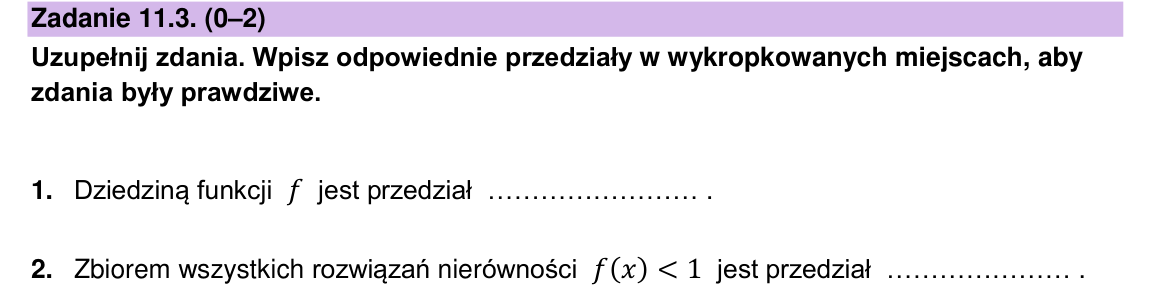 Zadanie 11.3. (0–2)
Uzupełnij zdania. Wpisz odpowiednie przedziały w wykropkowanych miejscach, aby
zdania były prawdziwe.
1. Dziedziną funkcji f jest przedział ........................ .
2. Zbiorem wszystkich rozwiązań nierówności f(x) < 1 jest przedział ..................... .